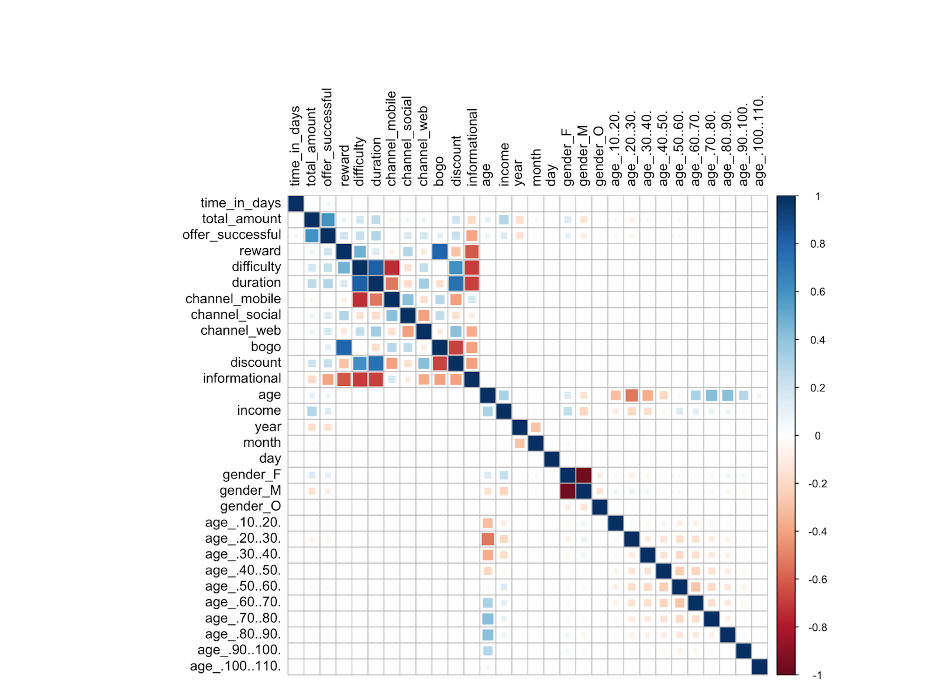 time_in_days
total_amount
offer_successful
reward
difficulty
duration
channel_mobile
channel_social
channel_web
bogo
discount
informational
age
income
year
month
day
gender_F
gender_M
gender_O
age_.10..20.
age_.20..30.
age_.30..40.
age_.40..50.
age_.50..60.
age_.60..70.
age_.70..80.
age_.80..90.
age_.90..100.
age_.100..110.
time_in_days
total_amount
offer_successful
reward
difficulty
duration
channel_mobile
channel_social
channel_web
bogo
discount
informational
age
income
year
month
day
gender_F
gender_M
gender_O
age_.10..20.
age_.20..30.
age_.30..40.
age_.40..50.
age_.50..60.
age_.60..70.
age_.70..80.
age_.80..90.
age_.90..100.
age_.100..110.
1
0.8
0.6
0.4
0.2
0
-0.2
-0.4
-0.6
-0.8
-1